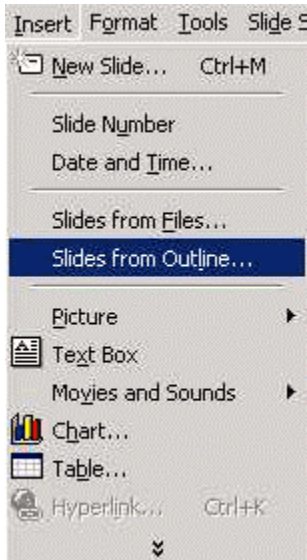 Insert Format Tools Slide S
New Slide... Ctrl+M
Slide Number
Date and Time...
Slides from Files...
Slides from Outline...
Picture
Text Box
Movies and Sounds
Chart...
Table...
Hyperlink... Ctrl+K